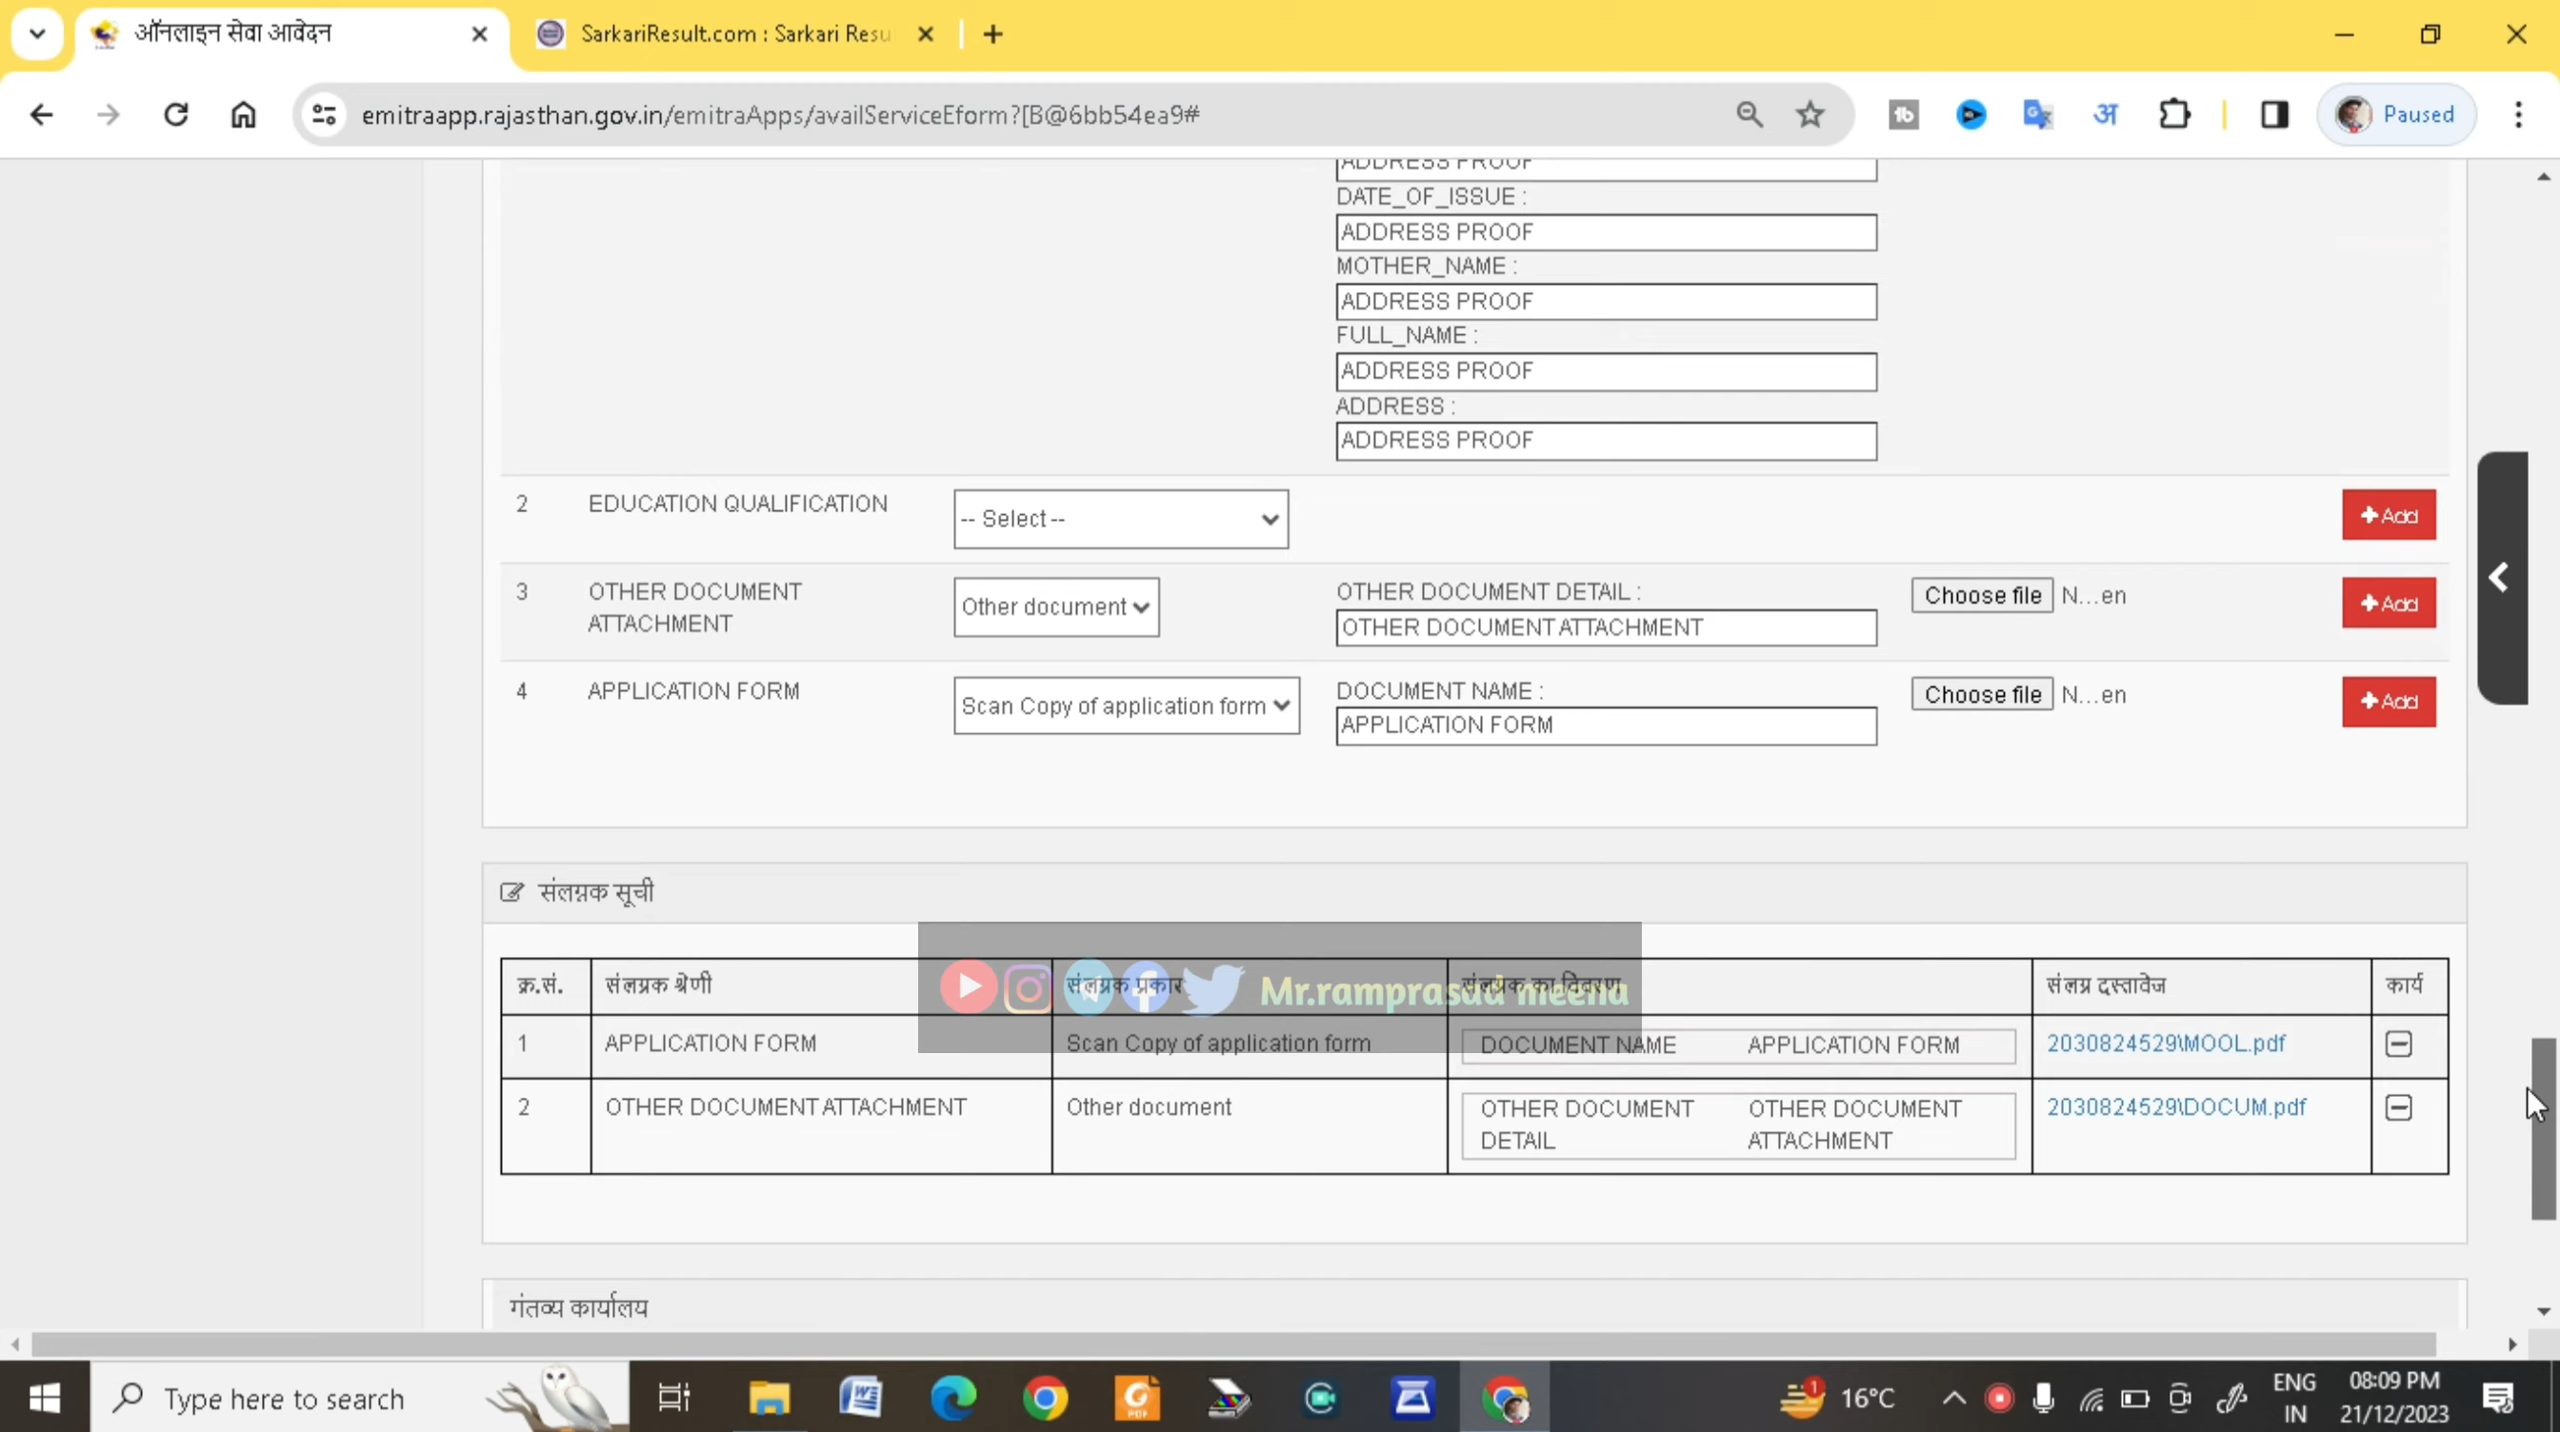 ऑनलाइन सेवा आवेदन
SarkariResult.com : Sarkari Resu
emitraapp.rajasthan.gov.in/emitraApps/availServiceEform?[B@6bb54ea9#
Paused
ADDRESS PROOF
DATE_OF_ISSUE :
ADDRESS PROOF
MOTHER_NAME :
ADDRESS PROOF
FULL_NAME :
ADDRESS PROOF
ADDRESS :
ADDRESS PROOF
2 EDUCATION QUALIFICATION -- Select -- Add
3 OTHER DOCUMENT ATTACHMENT Other document OTHER DOCUMENT DETAIL : Choose file N...en Add
OTHER DOCUMENT ATTACHMENT
4 APPLICATION FORM Scan Copy of application form DOCUMENT NAME : Choose file N...en Add
APPLICATION FORM
संलग्नक सूची
क्र.सं. संलग्नक श्रेणी संलग्नक प्रकार संलग्नक का विवरण संलग्न दस्तावेज कार्य
Mr.ramprasad meena
1 APPLICATION FORM Scan Copy of application form DOCUMENT NAME APPLICATION FORM 2030824529\MOOL.pdf
2 OTHER DOCUMENT ATTACHMENT Other document OTHER DOCUMENT DETAIL OTHER DOCUMENT ATTACHMENT 2030824529\DOCUM.pdf
गंतव्य कार्यालय
Type here to search
PDF
1
16°C
ENG
IN
08:09 PM
21/12/2023